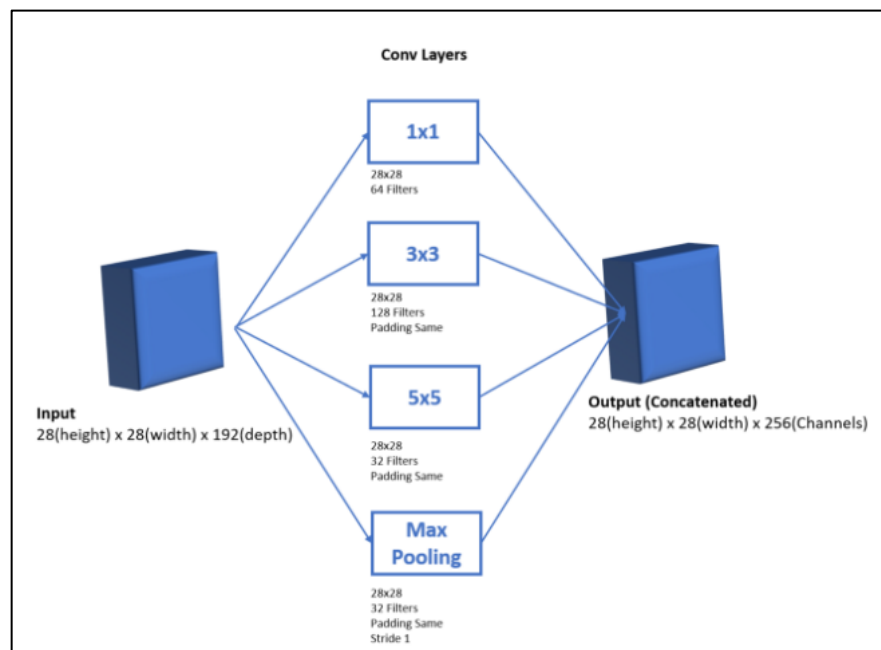 Conv Layers
1x1
28x28
64 Filters
3x3
28x28
128 Filters
Padding Same
5x5
28x28
32 Filters
Padding Same
Max
Pooling
28x28
32 Filters
Padding Same
Stride 1
Input
28(height) x 28(width) x 192(depth)
Output (Concatenated)
28(height) x 28(width) x 256(Channels)